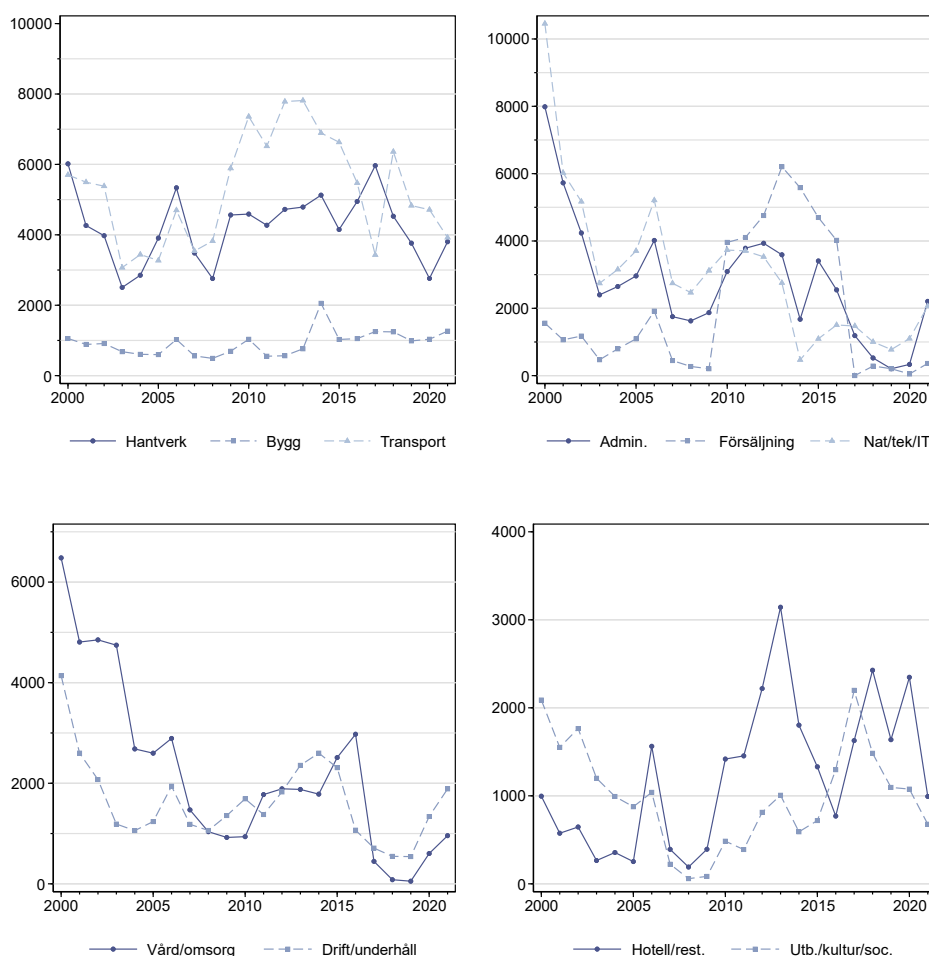 10000
8000
6000
4000
2000
0
2000 2005 2010 2015 2020
Hantverk Bygg Transport
10000
8000
6000
4000
2000
0
2000 2005 2010 2015 2020
Admin. Försäljning Nat/tek/IT
6000
4000
2000
0
2000 2005 2010 2015 2020
Vård/omsorg Drift/underhåll
4000
3000
2000
1000
0
2000 2005 2010 2015 2020
Hotell/rest. Utb./kultur/soc.